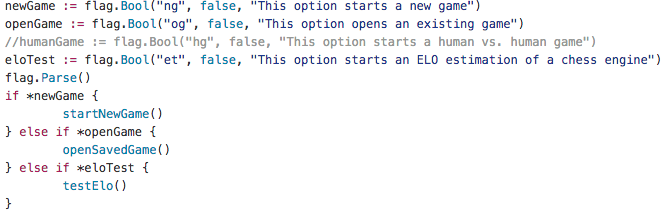 newGame := flag.Bool("ng", false, "This option starts a new game")
openGame := flag.Bool("og", false, "This option opens an existing game")
//humanGame := flag.Bool("hg", false, "This option starts a human vs. human game")
eloTest := flag.Bool("et", false, "This option starts an ELO estimation of a chess engine")
flag.Parse()
if *newGame {
        startNewGame()
} else if *openGame {
        openSavedGame()
} else if *eloTest {
        testElo()
}